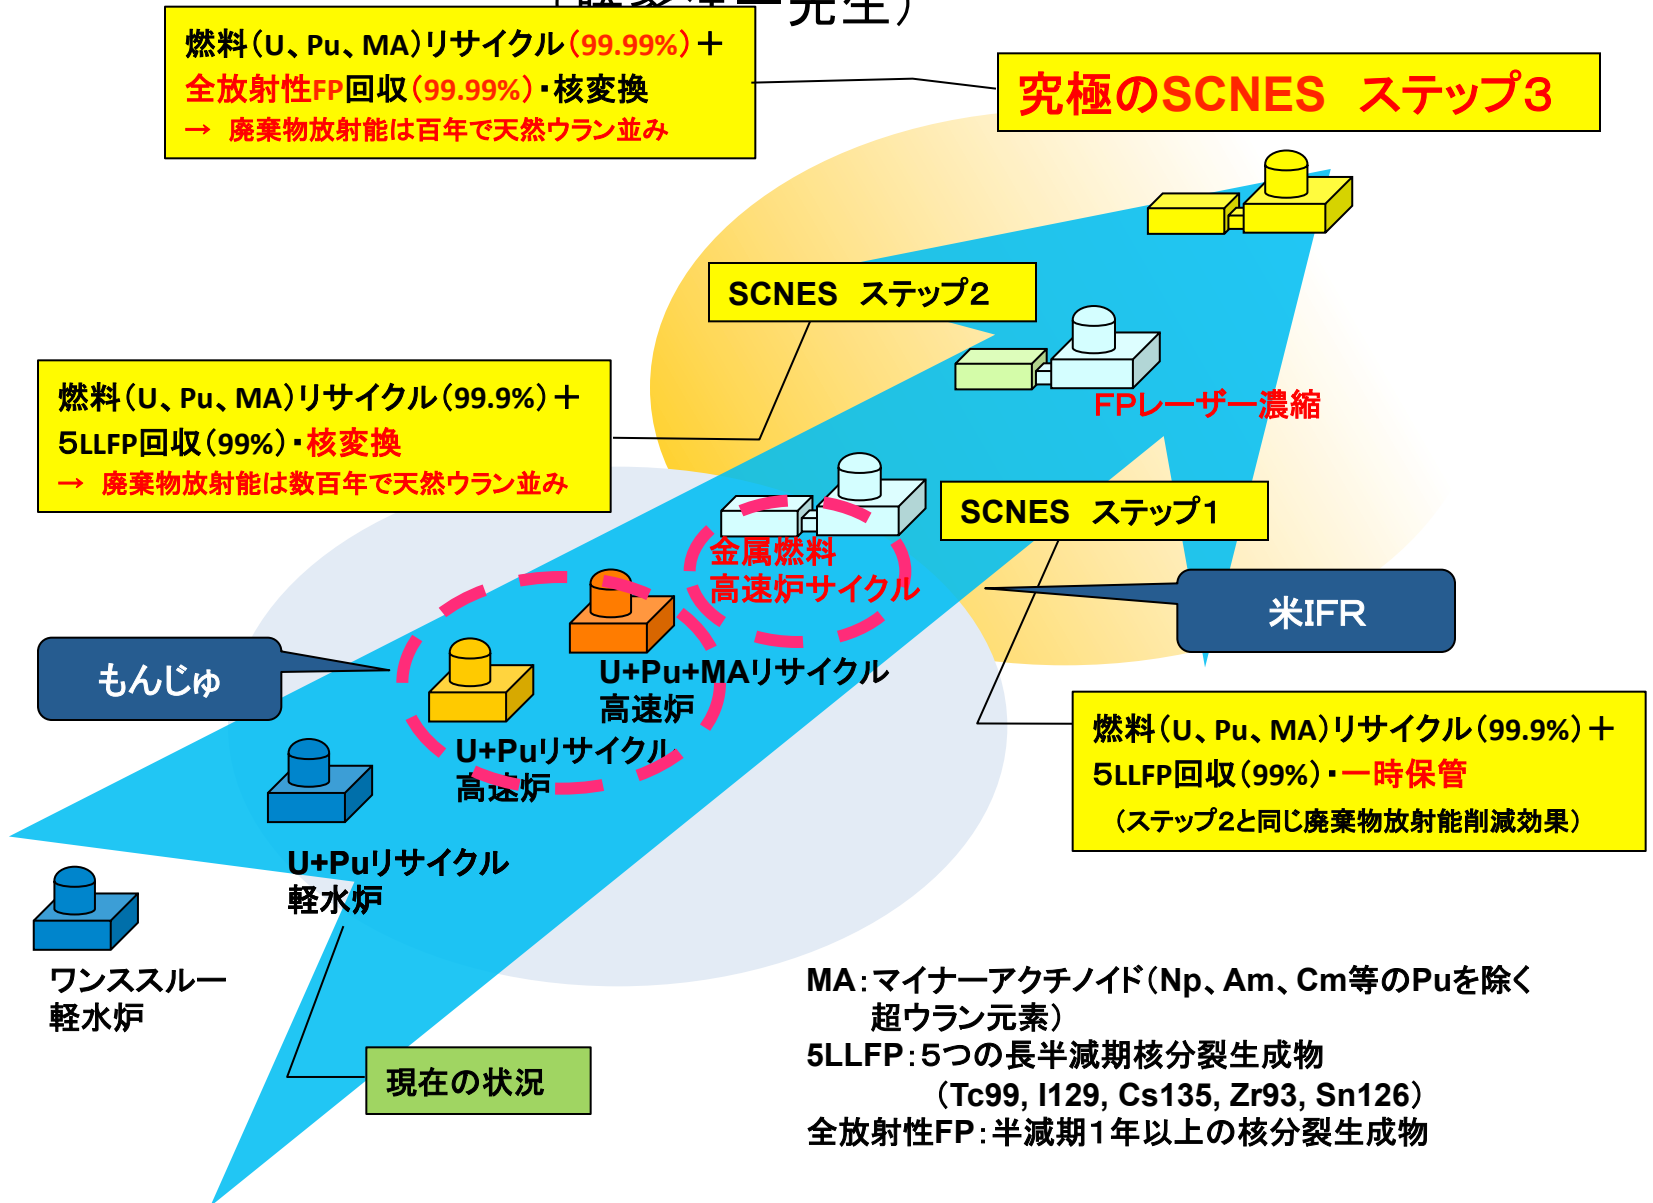 先生）
燃料（U、Pu、MA）リサイクル（99.99%）＋
全放射性FP回収（99.99%）・核変換
→ 廃棄物放射能は百年で天然ウラン並み
究極のSCNES ステップ３
SCNES ステップ２
燃料（U、Pu、MA）リサイクル（99.9%）＋
５LLFP回収（99%）・核変換
→ 廃棄物放射能は数百年で天然ウラン並み
ＦＰレーザー濃縮
SCNES ステップ１
金属燃料
高速炉サイクル
米IFR
もんじゅ
U+Pu+MAリサイクル
高速炉
燃料（U、Pu、MA）リサイクル（99.9%）＋
５LLFP回収（99%）・一時保管
（ステップ２と同じ廃棄物放射能削減効果）
U+Puリサイクル
高速炉
U+Puリサイクル
軽水炉
ワンススルー
軽水炉
現在の状況
MA：マイナーアクチノイド（Np、Am、Cm等のPuを除く
超ウラン元素）
5LLFP：５つの長半減期核分裂生成物
（Tc99, I129, Cs135, Zr93, Sn126）
全放射性FP：半減期１年以上の核分裂生成物